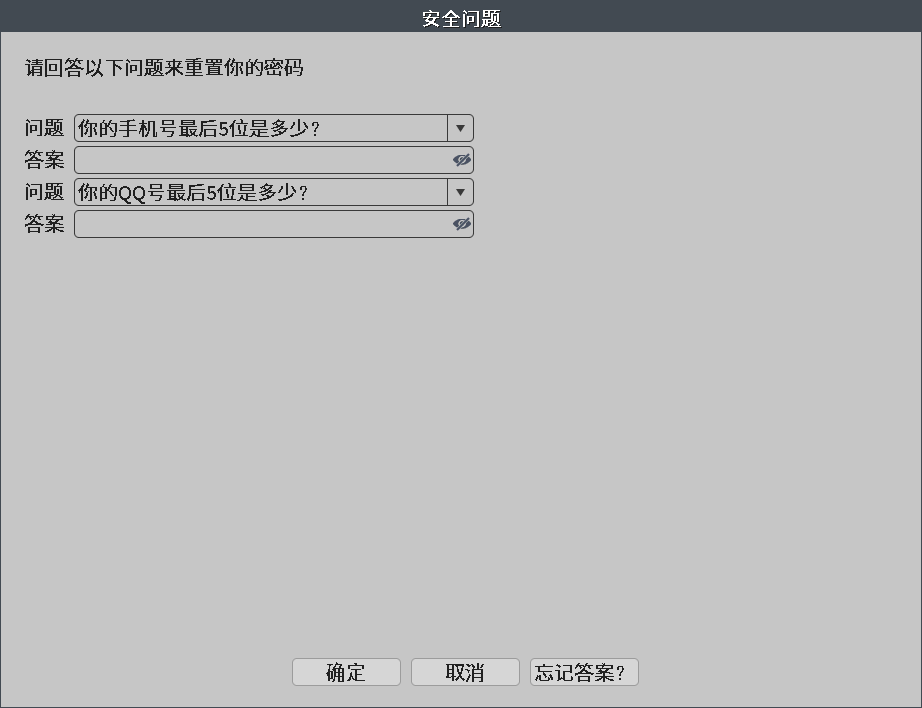 安全问题
请回答以下问题来重置你的密码
问题 你的手机号最后5位是多少？
答案
问题 你的QQ号最后5位是多少？
答案
确定 取消 忘记答案？